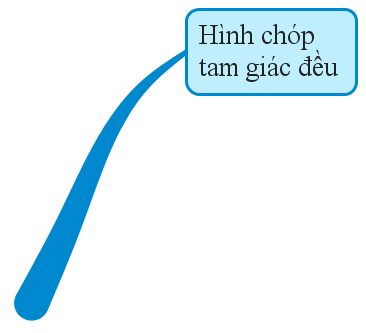 Hình chóp
tam giác đều